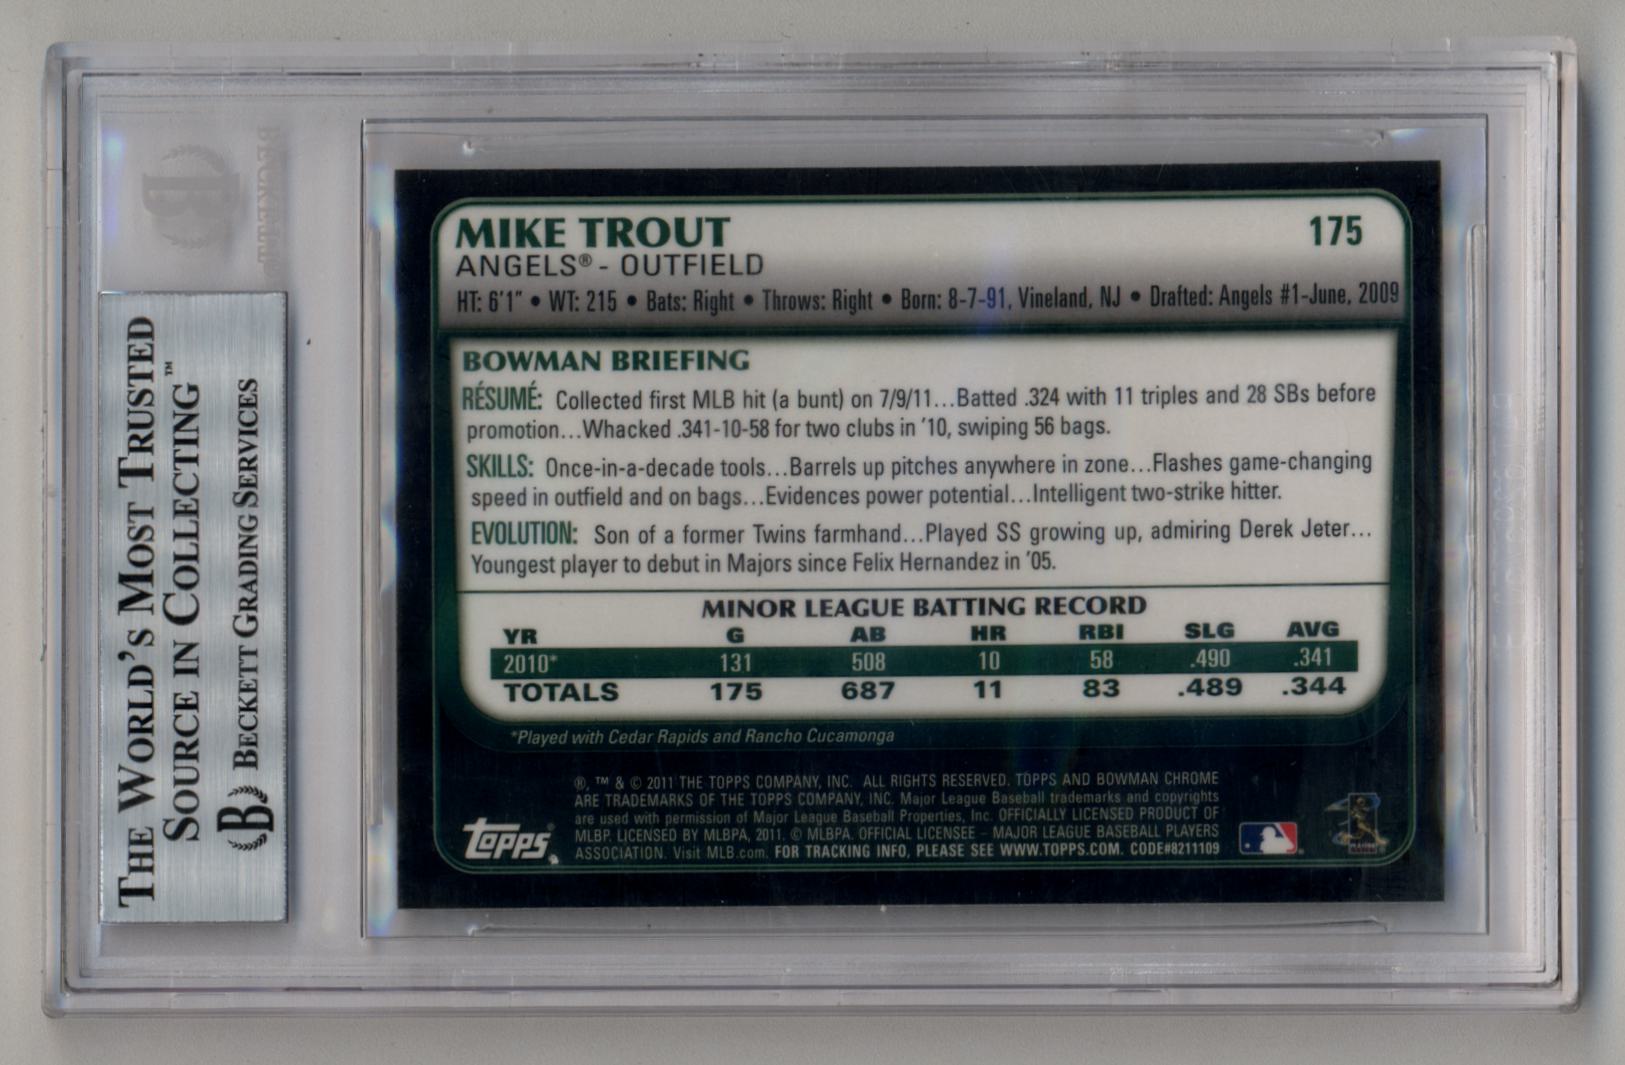 MIKE TROUT 175
ANGELS® - OUTFIELD
HT: 6'1" • WT: 215 • Bats: Right • Throws: Right • Born: 8-7-91, Vineland, NJ • Drafted: Angels #1-June, 2009
BOWMAN BRIEFING
RÉSUMÉ: Collected first MLB hit (a bunt) on 7/9/11...Batted .324 with 11 triples and 28 SBs before
promotion...Whacked .341-10-58 for two clubs in '10, swiping 56 bags.
SKILLS: Once-in-a-decade tools...Barrels up pitches anywhere in zone...Flashes game-changing
speed in outfield and on bags...Evidences power potential...Intelligent two-strike hitter.
EVOLUTION: Son of a former Twins farmhand...Played SS growing up, admiring Derek Jeter...
Youngest player to debut in Majors since Felix Hernandez in '05.
MINOR LEAGUE BATTING RECORD
YR G AB HR RBI SLG AVG
2010* 131 508 10 58 .490 .341
TOTALS 175 687 11 83 .489 .344
*Played with Cedar Rapids and Rancho Cucamonga
®, ™ & © 2011 THE TOPPS COMPANY, INC. ALL RIGHTS RESERVED. TOPPS AND BOWMAN CHROME
ARE TRADEMARKS OF THE TOPPS COMPANY, INC. Major League Baseball trademarks and copyrights
are used with permission of Major League Baseball Properties, Inc. OFFICIALLY LICENSED PRODUCT OF
MLBP. LICENSED BY MLBPA, 2011. © MLBPA. OFFICIAL LICENSEE – MAJOR LEAGUE BASEBALL PLAYERS
ASSOCIATION. Visit MLB.com. FOR TRACKING INFO, PLEASE SEE WWW.TOPPS.COM. CODE#8211109
Topps
THE WORLD'S MOST TRUSTED
SOURCE IN COLLECTING™
B BECKETT GRADING SERVICES
B
BECKETT